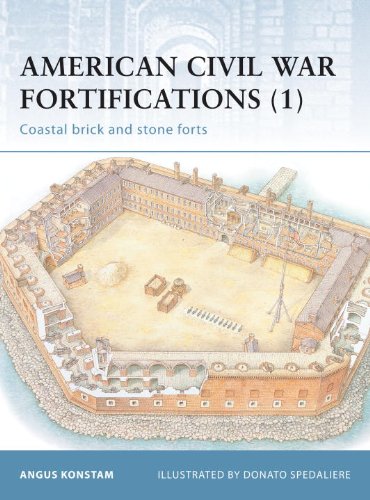 AMERICAN CIVIL WAR
FORTIFICATIONS (1)
Coastal brick and stone forts
ANGUS KONSTAM
ILLUSTRATED BY DONATO SPEDALIERE